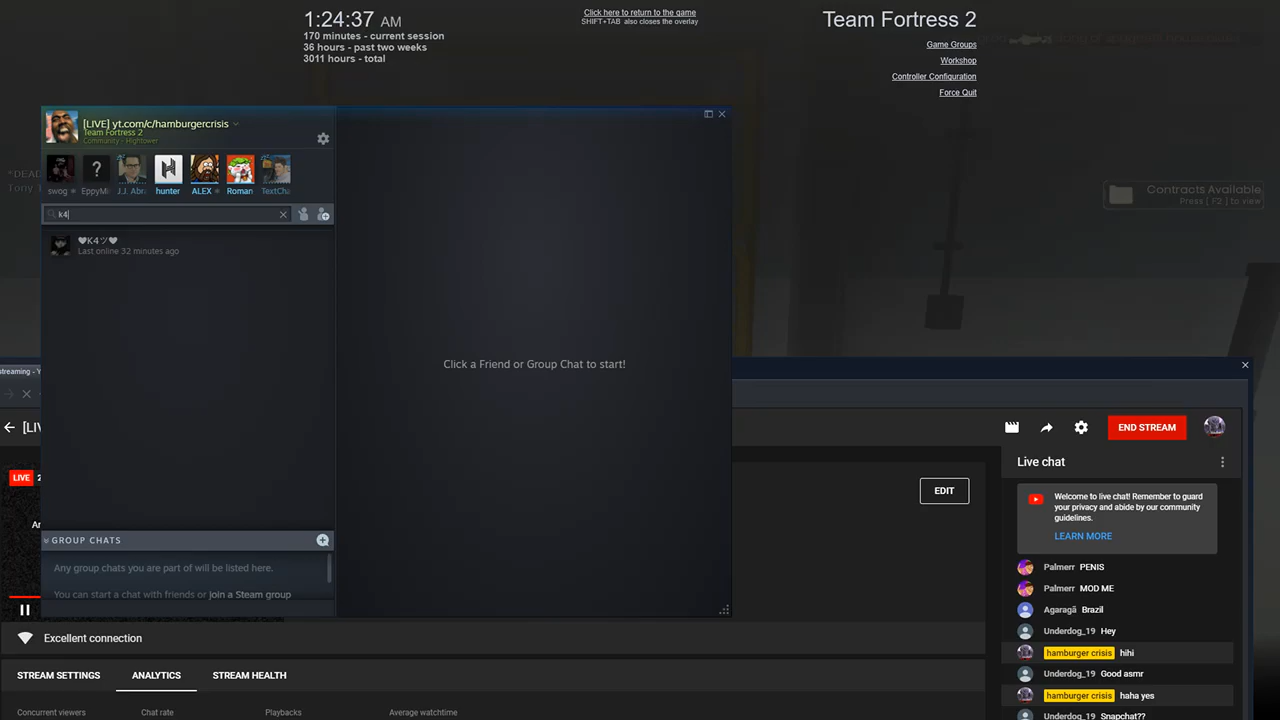 1:24:37 AM
170 minutes - current session
36 hours - past two weeks
3011 hours - total
Click here to return to the game
SHIFT+TAB also closes the overlay
Team Fortress 2
Game Groups
Workshop
Controller Configuration
Force Quit
[LIVE] yt.com/c/hamburgercrisis
Team Fortress 2
Community - Hightower
swog
EppyMi
J.J. Abr
hunter
ALEX
Roman
TextCha
k4
♥K4ツ♥
Last online 32 minutes ago
Click a Friend or Group Chat to start!
GROUP CHATS
Any group chats you are part of will be listed here.
You can start a chat with friends or join a Steam group
*DEAD
Tony
Contracts Available
Press [ F2 ] to view
streaming - Y
[LIV
LIVE 2
Ar
END STREAM
EDIT
Excellent connection
STREAM SETTINGS
ANALYTICS
STREAM HEALTH
Concurrent viewers
Chat rate
Playbacks
Average watchtime
Live chat
Welcome to live chat! Remember to guard
your privacy and abide by our community
guidelines.
LEARN MORE
Palmerr PENIS
Palmerr MOD ME
Agaragã Brazil
Underdog_19 Hey
hamburger crisis hihi
Underdog_19 Good asmr
hamburger crisis haha yes
Underdog_19 Snapchat??